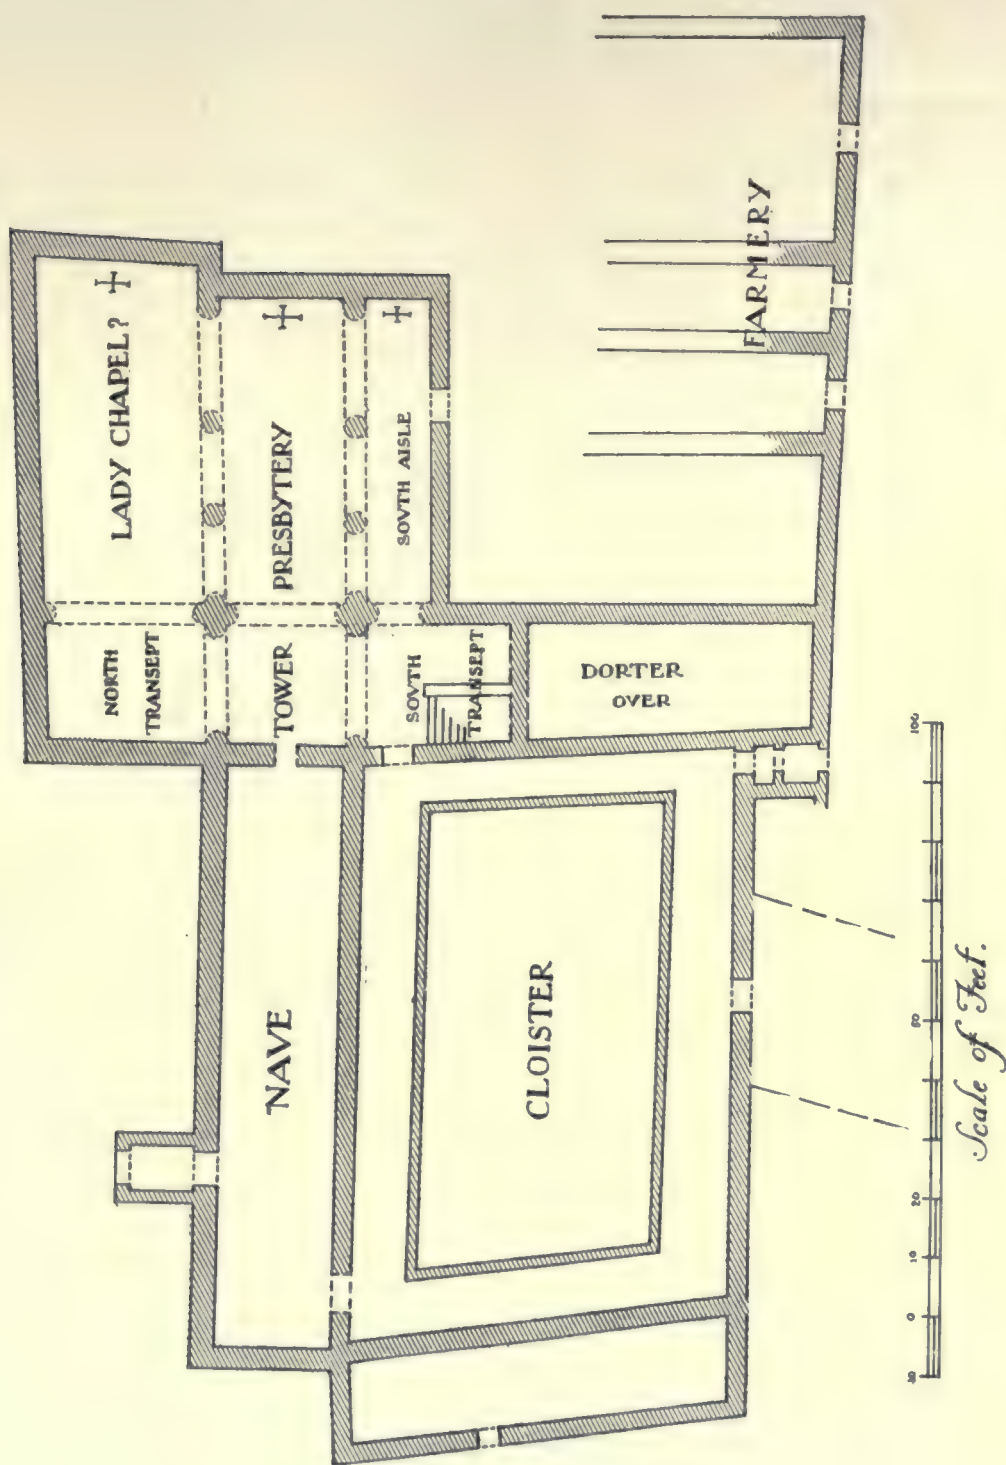 LADY CHAPEL?
PRESBYTERY
SOVTH AISLE
FARMERY
NORTH
TRANSEPT
TOWER
SOVTH
TRANSEPT
DORTER
OVER
NAVE
CLOISTER
10 0 10 20 50 100
Scale of Feet.